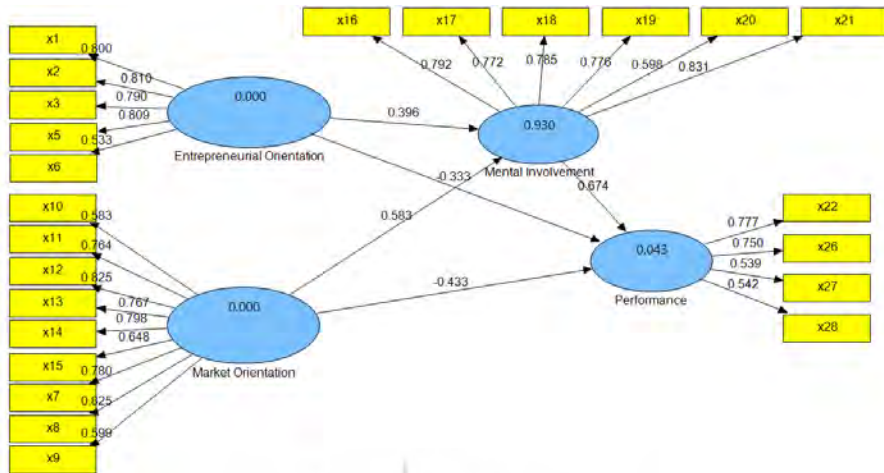 x16
x17
x18
x19
x20
x21
x1
0.800
x2
0.810
x3
0.790
x5
0.809
x6
0.533
0.000
Entrepreneurial Orientation
0.792
0.772
0.785
0.776
0.598
0.831
0.396
0.930
Mental Involvement
-0.333
0.674
0.583
x10
0.583
x11
0.764
x12
0.825
x13
0.767
x14
0.798
x15
0.648
x7
0.780
x8
0.825
x9
0.599
0.000
Market Orientation
-0.433
0.043
Performance
0.777
x22
0.750
x26
0.539
x27
0.542
x28